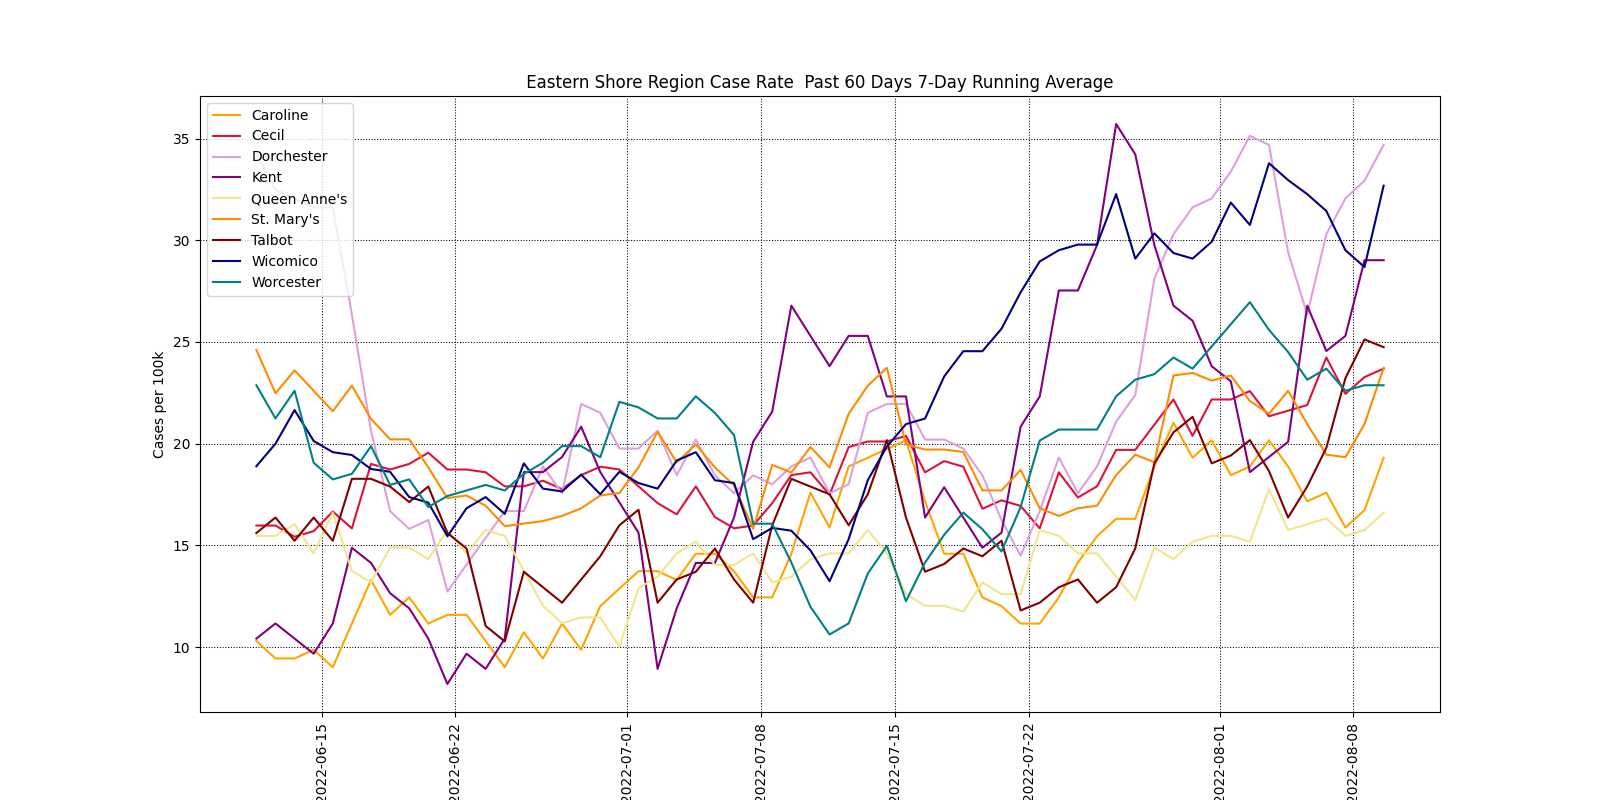 Eastern Shore Region Case Rate  Past 60 Days 7-Day Running Average
Cases per 100k
35
30
25
20
15
10
Caroline
Cecil
Dorchester
Kent
Queen Anne's
St. Mary's
Talbot
Wicomico
Worcester
2022-06-15
2022-06-22
2022-07-01
2022-07-08
2022-07-15
2022-07-22
2022-08-01
2022-08-08